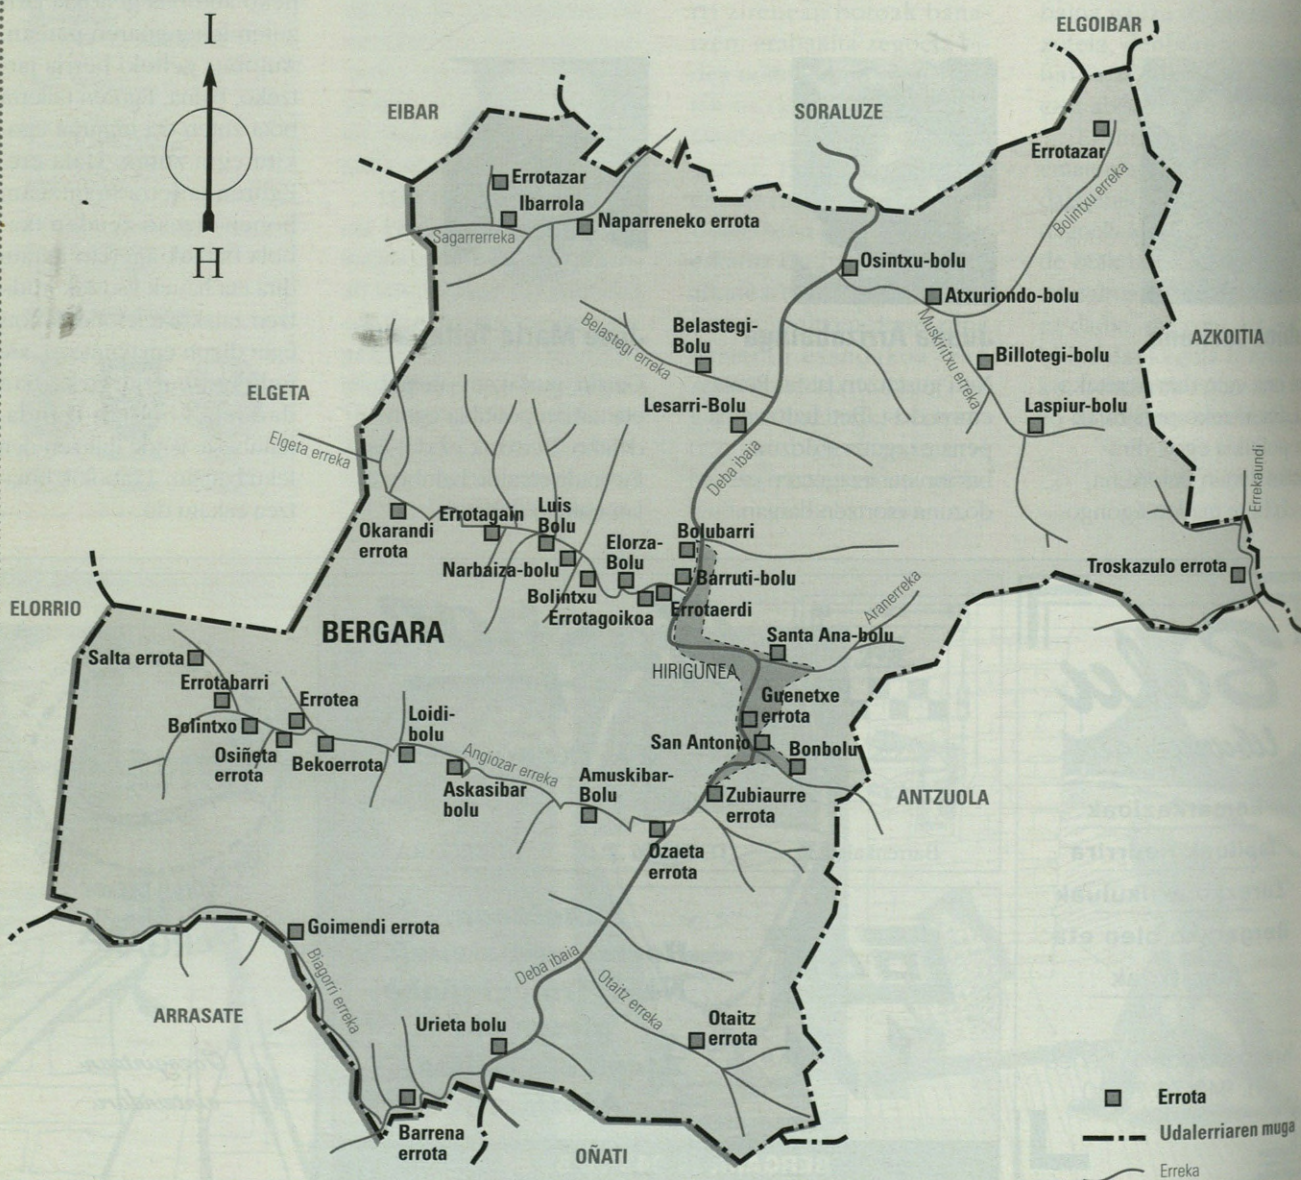 I
H
ELGOIBAR
EIBAR
SORALUZE
Errotazar
Errotazar
Ibarrola
Naparreneko errota
Sagarrerreka
Bolintxu erreka
Osintxu-bolu
Atxuriondo-bolu
Muskiritxu erreka
Belastegi erreka
Belastegi-
Bolu
Billotegi-bolu
AZKOITIA
ELGETA
Lesarri-Bolu
Laspiur-bolu
Elgeta erreka
Deba ibaia
Errekaundi
Okarandi
errota
Errotagain
Luis
Bolu
Narbaiza-bolu
Elorza-
Bolu
Bolubarri
Bolintxu
Barruti-bolu
Errotagoikoa
Errotaerdi
Troskazulo errota
Aranerreka
ELORRIO
BERGARA
Santa Ana-bolu
Salta errota
HIRIGUNEA
Errotabarri
Errotea
Guenetxe
errota
Bolintxo
Loidi-
bolu
Osiñeta
errota
Bekoerrota
San Antonio
Bonbolu
Angiozar erreka
Askasibar
bolu
Amuskibar-
Bolu
Zubiaurre
errota
ANTZUOLA
Ozaeta
errota
Goimendi errota
Biagorri erreka
Deba ibaia
Otaitz erreka
ARRASATE
Urieta bolu
Otaitz
errota
Barrena
errota
OÑATI
Errota
Udalerriaren muga
Erreka